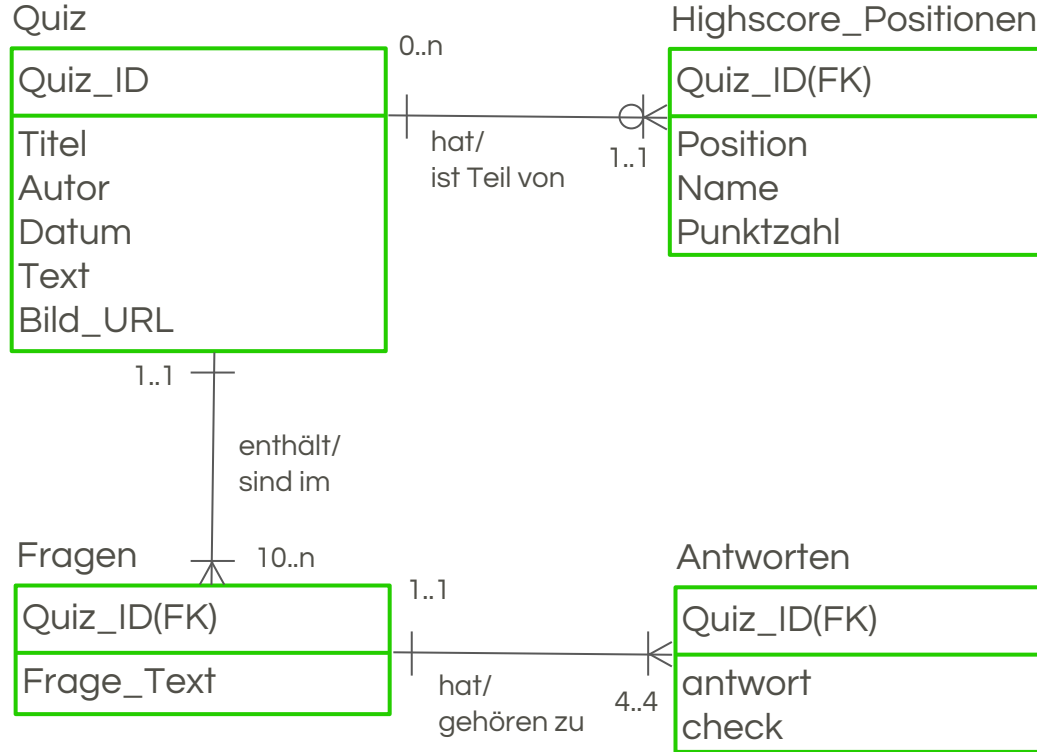 Quiz
Quiz_ID
Titel
Autor
Datum
Text
Bild_URL
0..n
hat/
ist Teil von
1..1
Highscore_Positionen
Quiz_ID(FK)
Position
Name
Punktzahl
1..1
enthält/
sind im
10..n
Fragen
Quiz_ID(FK)
Frage_Text
1..1
hat/
gehören zu
4..4
Antworten
Quiz_ID(FK)
antwort
check